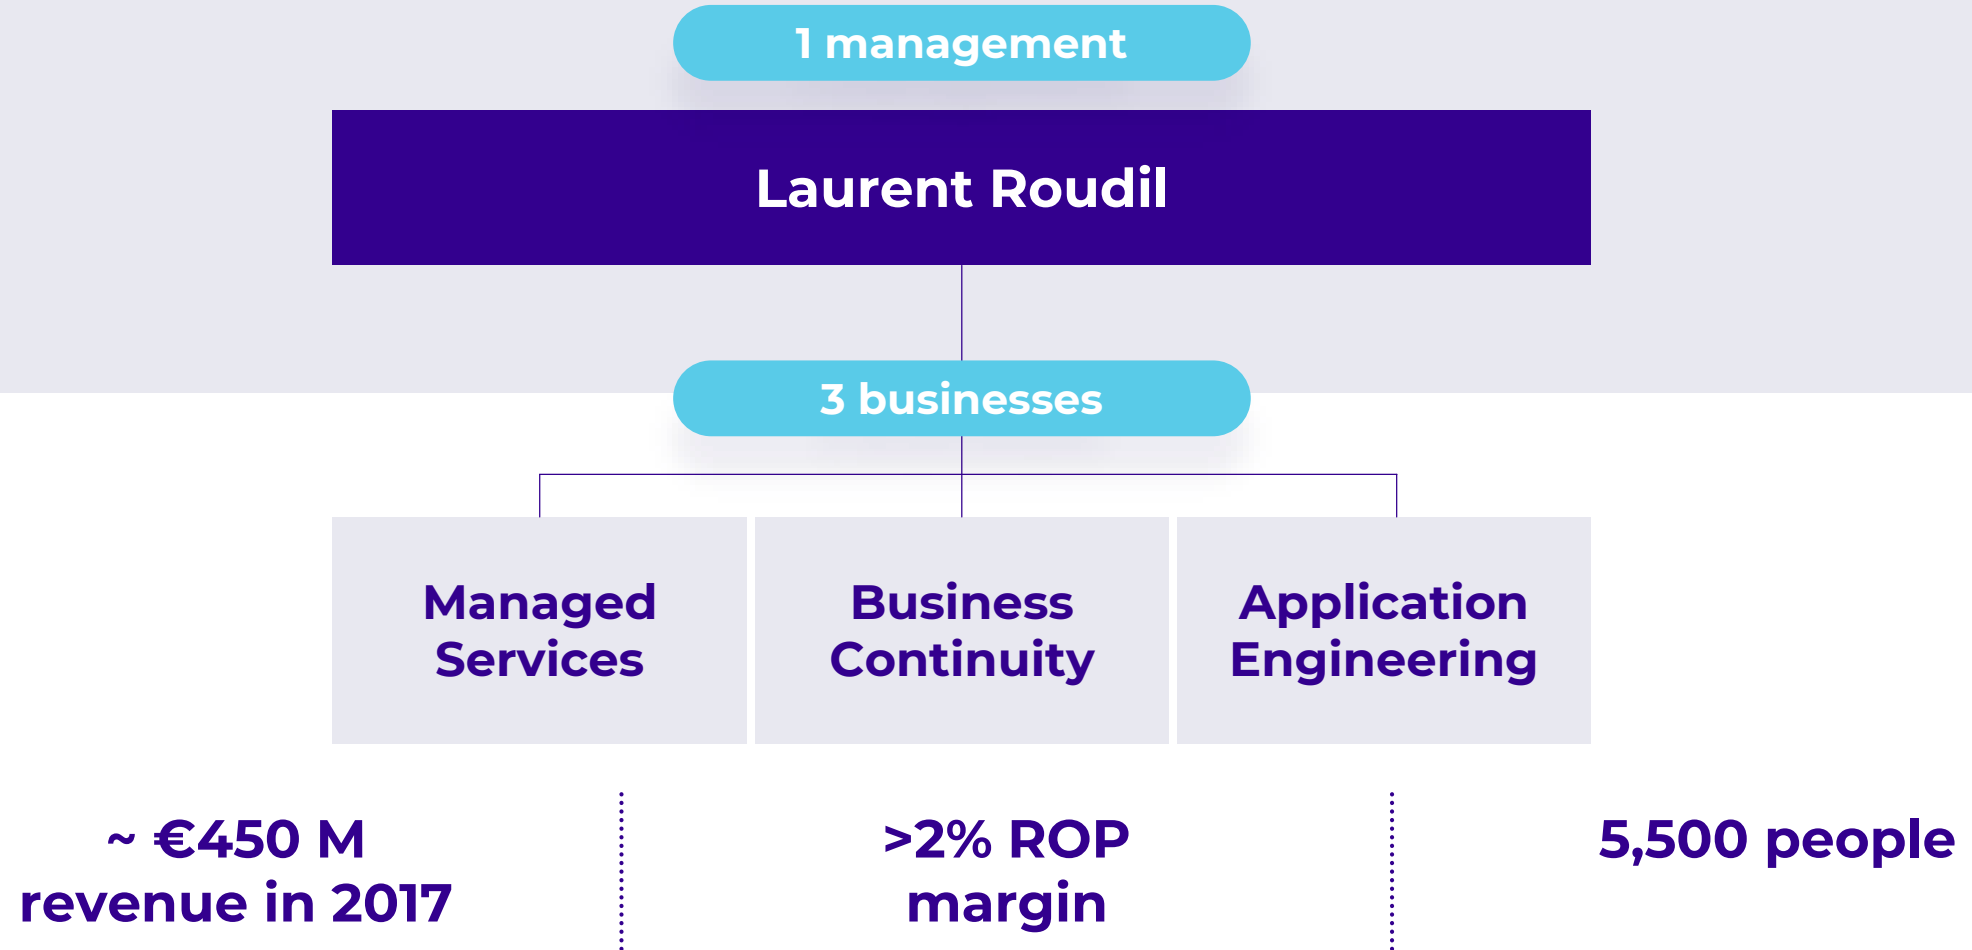 1 management
Laurent Roudil
3 businesses
Managed
Services
Business
Continuity
Application
Engineering
~ €450 M
revenue in 2017
>2% ROP
margin
5,500 people